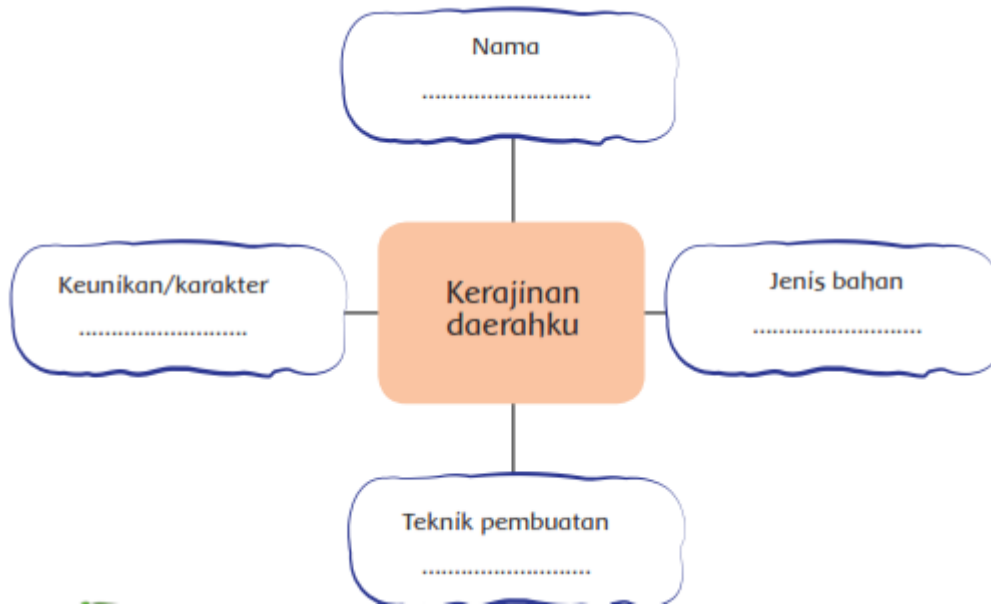 Nama
..........................
Keunikan/karakter
..........................
Kerajinan
daerahku
Jenis bahan
..........................
Teknik pembuatan
..........................